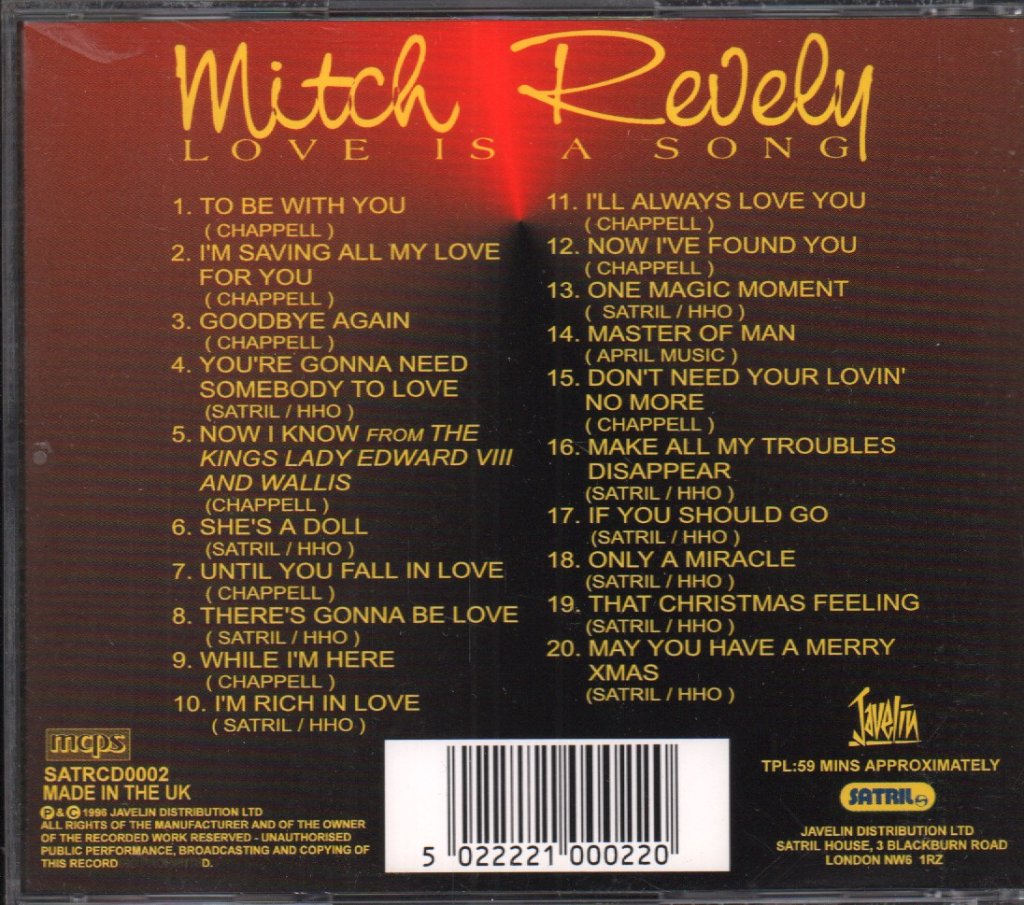 Mitch Revely
LOVE IS A SONG
1. TO BE WITH YOU
( CHAPPELL )
2. I'M SAVING ALL MY LOVE
FOR YOU
( CHAPPELL )
3. GOODBYE AGAIN
( CHAPPELL )
4. YOU'RE GONNA NEED
SOMEBODY TO LOVE
(SATRIL / HHO )
5. NOW I KNOW FROM THE
KINGS LADY EDWARD VIII
AND WALLIS
(CHAPPELL)
6. SHE'S A DOLL
(SATRIL / HHO )
7. UNTIL YOU FALL IN LOVE
( CHAPPELL )
8. THERE'S GONNA BE LOVE
( SATRIL / HHO )
9. WHILE I'M HERE
( CHAPPELL )
10. I'M RICH IN LOVE
( SATRIL / HHO )
11. I'LL ALWAYS LOVE YOU
( CHAPPELL )
12. NOW I'VE FOUND YOU
( CHAPPELL )
13. ONE MAGIC MOMENT
( SATRIL / HHO )
14. MASTER OF MAN
( APRIL MUSIC )
15. DON'T NEED YOUR LOVIN'
NO MORE
( CHAPPELL )
16. MAKE ALL MY TROUBLES
DISAPPEAR
(SATRIL / HHO )
17. IF YOU SHOULD GO
(SATRIL / HHO )
18. ONLY A MIRACLE
(SATRIL / HHO )
19. THAT CHRISTMAS FEELING
(SATRIL / HHO )
20. MAY YOU HAVE A MERRY
XMAS
(SATRIL / HHO )
mcps
SATRCD0002
MADE IN THE UK
℗ & © 1996 JAVELIN DISTRIBUTION LTD
ALL RIGHTS OF THE MANUFACTURER AND OF THE OWNER
OF THE RECORDED WORK RESERVED - UNAUTHORISED
PUBLIC PERFORMANCE, BROADCASTING AND COPYING OF
THIS RECORD D.
5 022221 000220
Javelin
TPL:59 MINS APPROXIMATELY
SATRIL
JAVELIN DISTRIBUTION LTD
SATRIL HOUSE, 3 BLACKBURN ROAD
LONDON NW6 1RZ